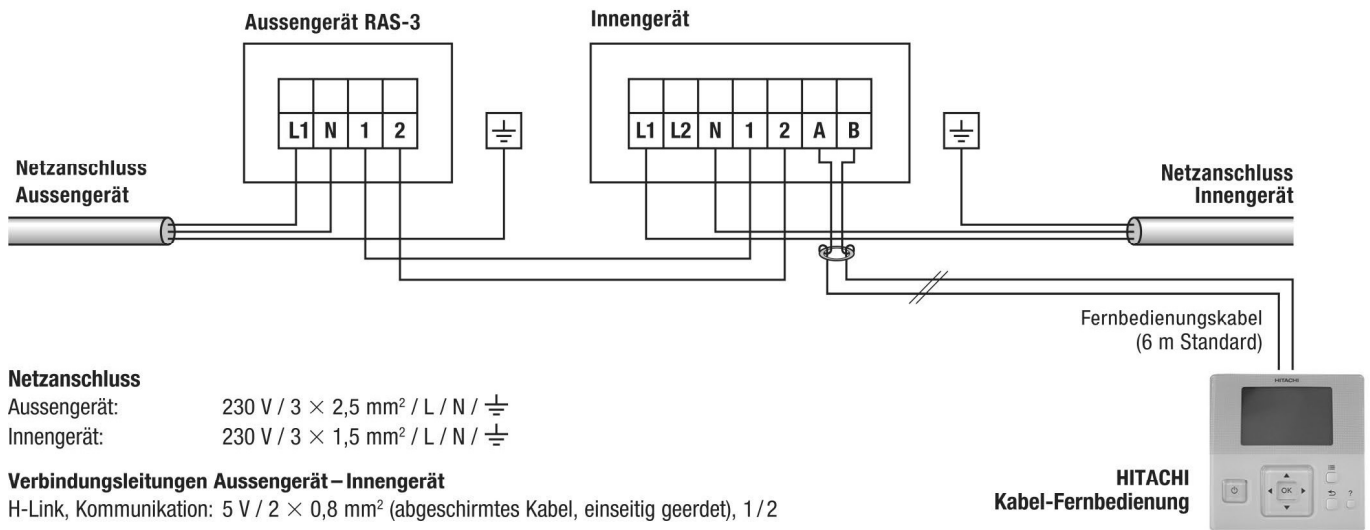 Aussengerät RAS-3
Innengerät
L1 N 1 2
L1 L2 N 1 2 A B
Netzanschluss
Aussengerät
Netzanschluss
Innengerät
Fernbedienungskabel
(6 m Standard)
Netzanschluss
Aussengerät: 230 V / 3 × 2,5 mm² / L / N / ⏚
Innengerät: 230 V / 3 × 1,5 mm² / L / N / ⏚
Verbindungsleitungen Aussengerät – Innengerät
H-Link, Kommunikation: 5 V / 2 × 0,8 mm² (abgeschirmtes Kabel, einseitig geerdet), 1 / 2
HITACHI
Kabel-Fernbedienung
HITACHI
OK
?